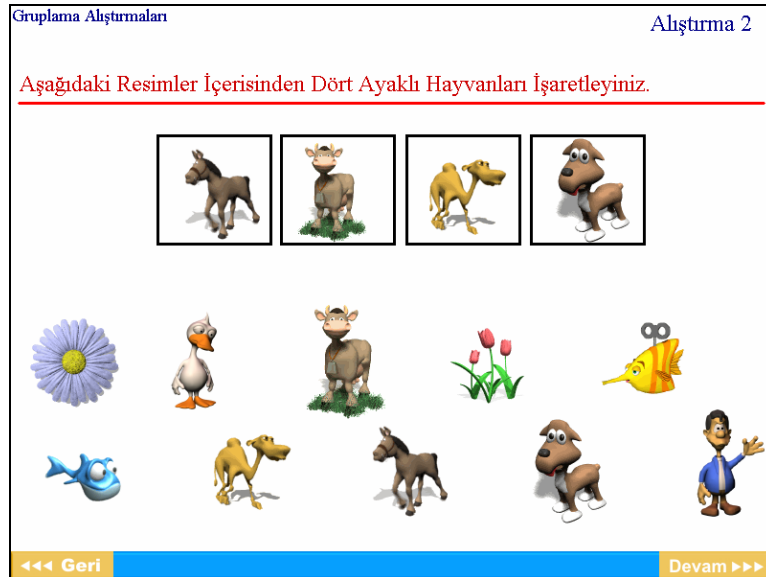 Gruplama Alıştırmaları
Alıştırma 2
Aşağıdaki Resimler İçerisinden Dört Ayaklı Hayvanları İşaretleyiniz.
◄◄◄ Geri
Devam ►►►